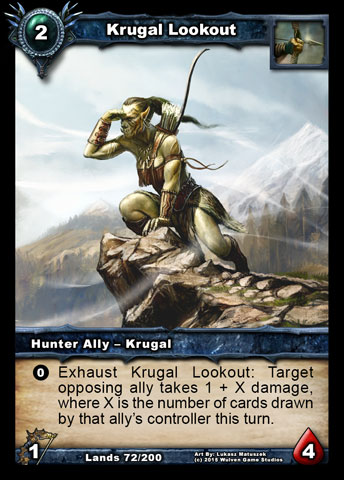 2
Krugal Lookout
Hunter Ally – Krugal
0 Exhaust Krugal Lookout: Target
opposing ally takes 1 + X damage,
where X is the number of cards drawn
by that ally's controller this turn.
1
Lands 72/200
Art By: Lukasz Matuszek
(c) 2015 Wulven Game Studios
4